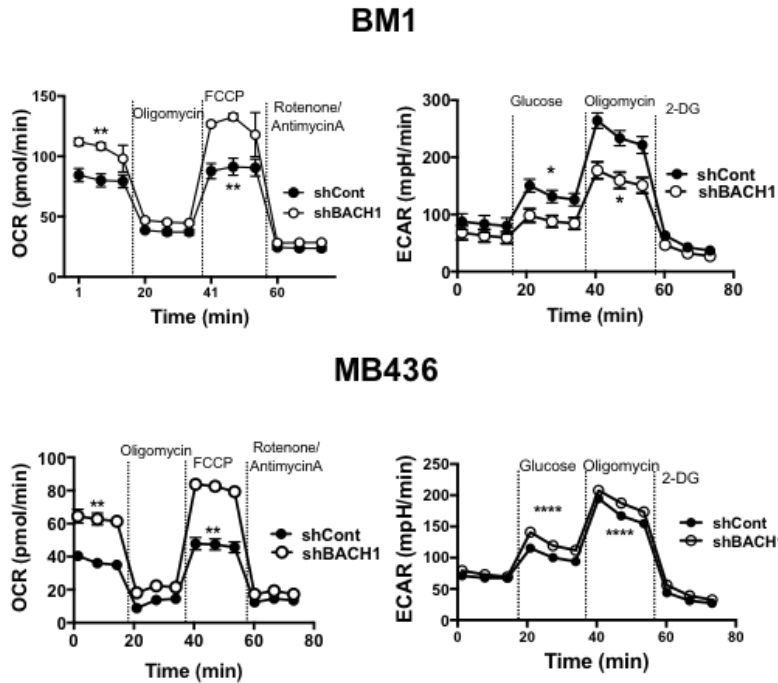 BM1
OCR (pmol/min)
150
100
50
0
1
20
41
60
Time (min)
Oligomycin
FCCP
Rotenone/
AntimycinA
**
**
shCont
shBACH1
ECAR (mpH/min)
300
200
100
0
0
20
40
60
80
Time (min)
Glucose
Oligomycin
2-DG
*
*
shCont
shBACH1
MB436
OCR (pmol/min)
100
80
60
40
20
0
0
20
40
60
80
Time (min)
Oligomycin
FCCP
Rotenone/
AntimycinA
**
**
shCont
shBACH1
ECAR (mpH/min)
250
200
150
100
50
0
0
20
40
60
80
Time (min)
Glucose
Oligomycin
2-DG
****
****
shCont
shBACH1